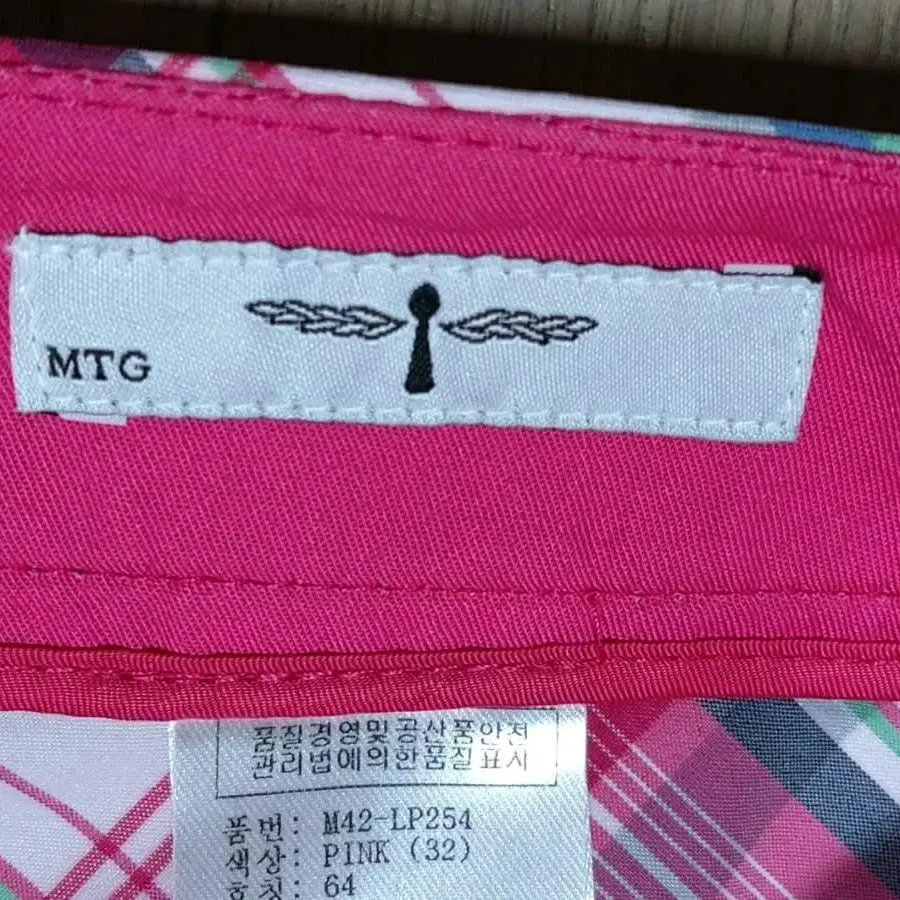 MTG
품질경영및공산품안전
관리법에의한품질표시
품번: M42-LP254
색상: PINK (32)
호칭: 64